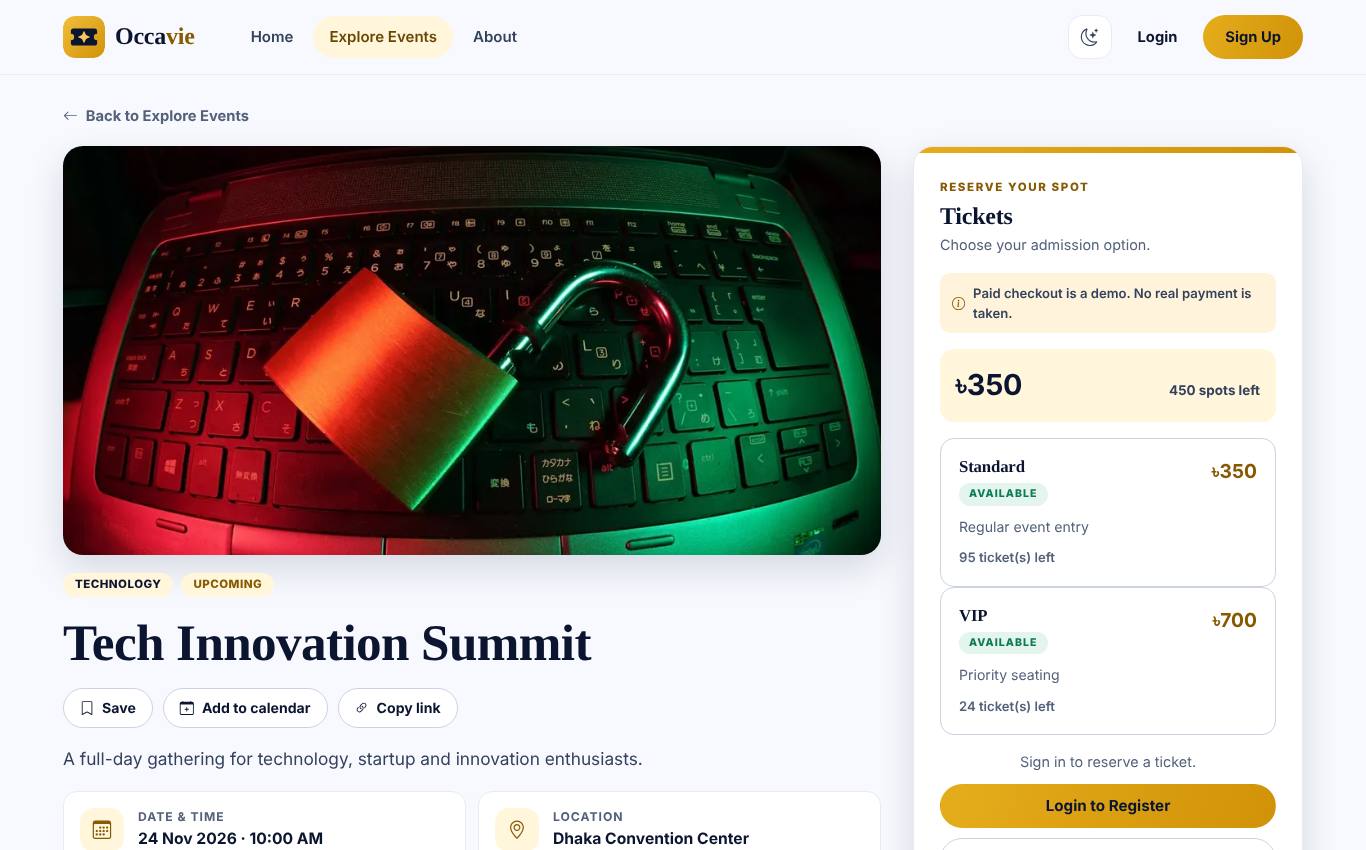 Occavie
Home
Explore Events
About
Login
Sign Up
Back to Explore Events
TECHNOLOGY
UPCOMING
Tech Innovation Summit
Save
Add to calendar
Copy link
A full-day gathering for technology, startup and innovation enthusiasts.
DATE & TIME
24 Nov 2026 · 10:00 AM
LOCATION
Dhaka Convention Center
RESERVE YOUR SPOT
Tickets
Choose your admission option.
Paid checkout is a demo. No real payment is
taken.
৳350
450 spots left
Standard
৳350
AVAILABLE
Regular event entry
95 ticket(s) left
VIP
৳700
AVAILABLE
Priority seating
24 ticket(s) left
Sign in to reserve a ticket.
Login to Register